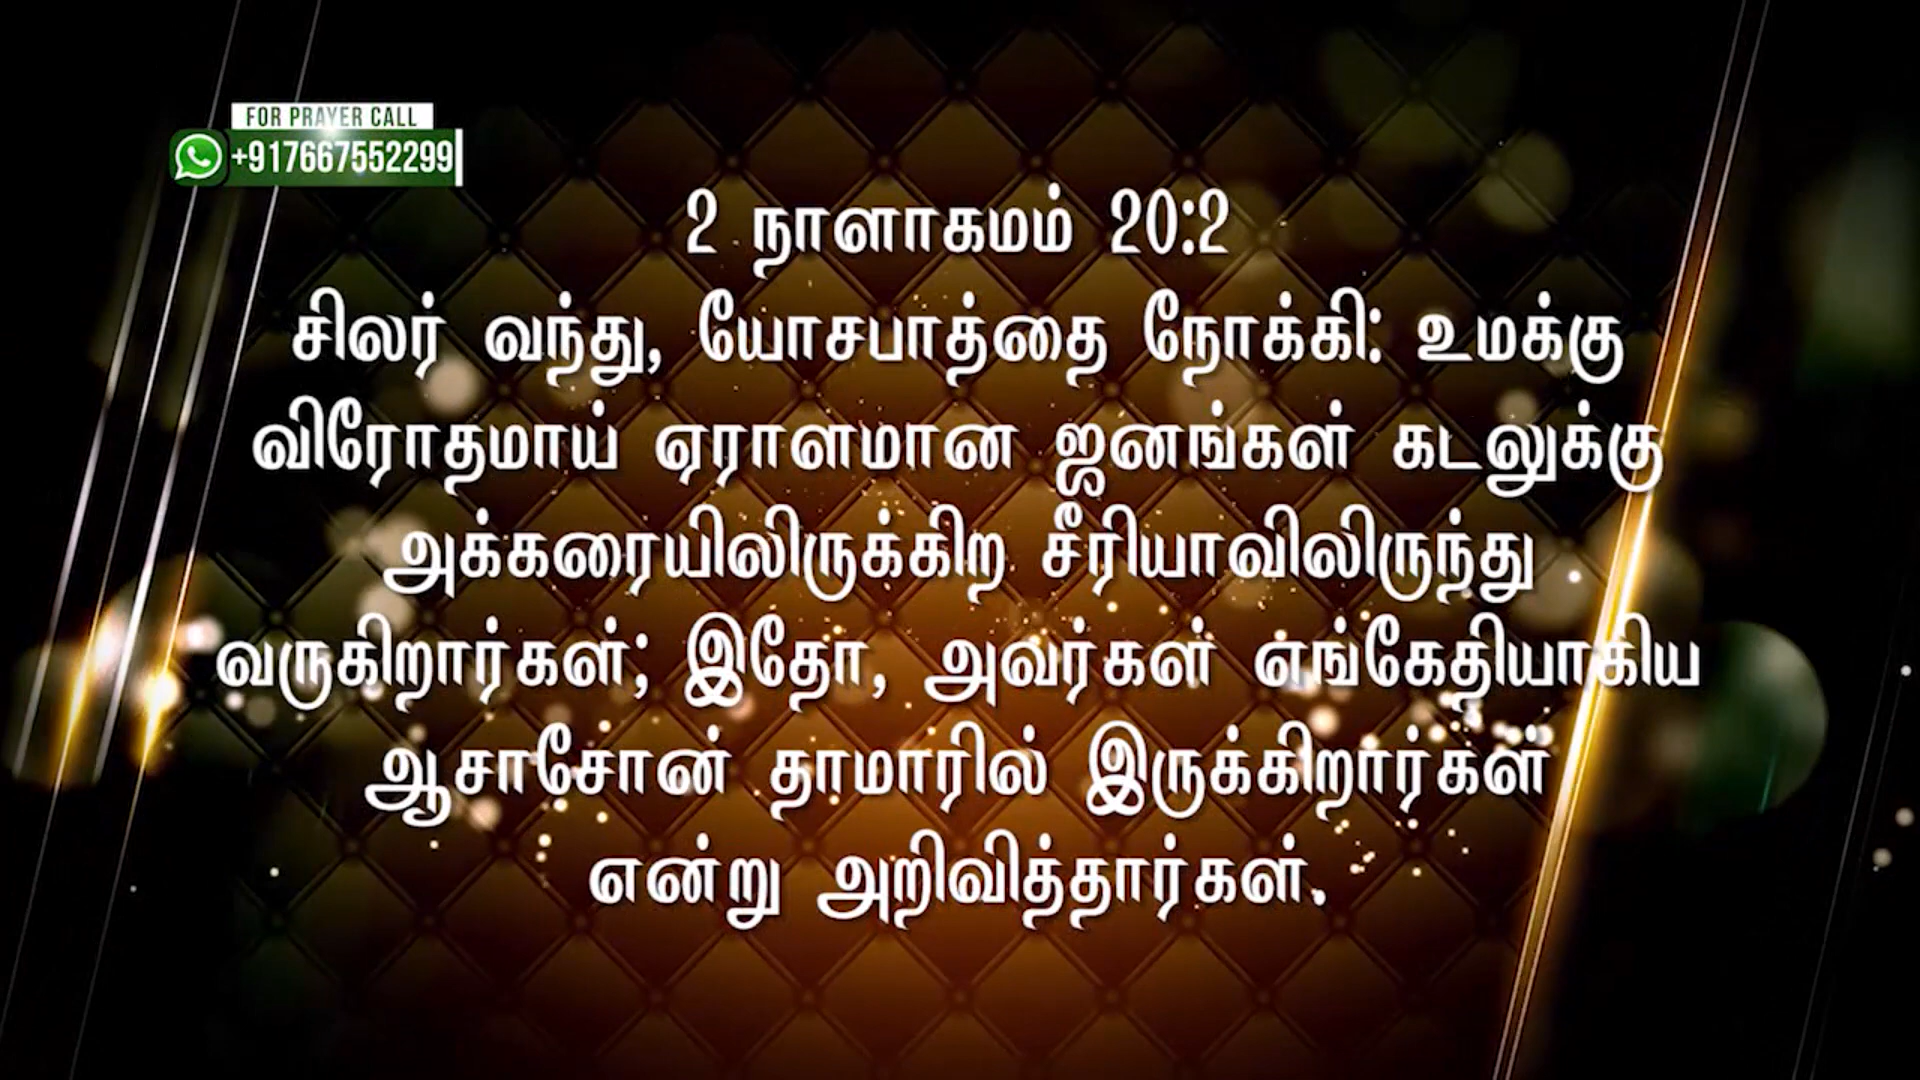 FOR PRAYER CALL
+917667552299
2 நாளாகமம் 20:2
சிலர் வந்து, யோசபாத்தை நோக்கி: உமக்கு
விரோதமாய் ஏராளமான ஜனங்கள் கடலுக்கு
அக்கரையிலிருக்கிற சீரியாவிலிருந்து
வருகிறார்கள்; இதோ, அவர்கள் எங்கேதியாகிய
ஆசாசோன் தாமாரில் இருக்கிறார்கள்
என்று அறிவித்தார்கள்.